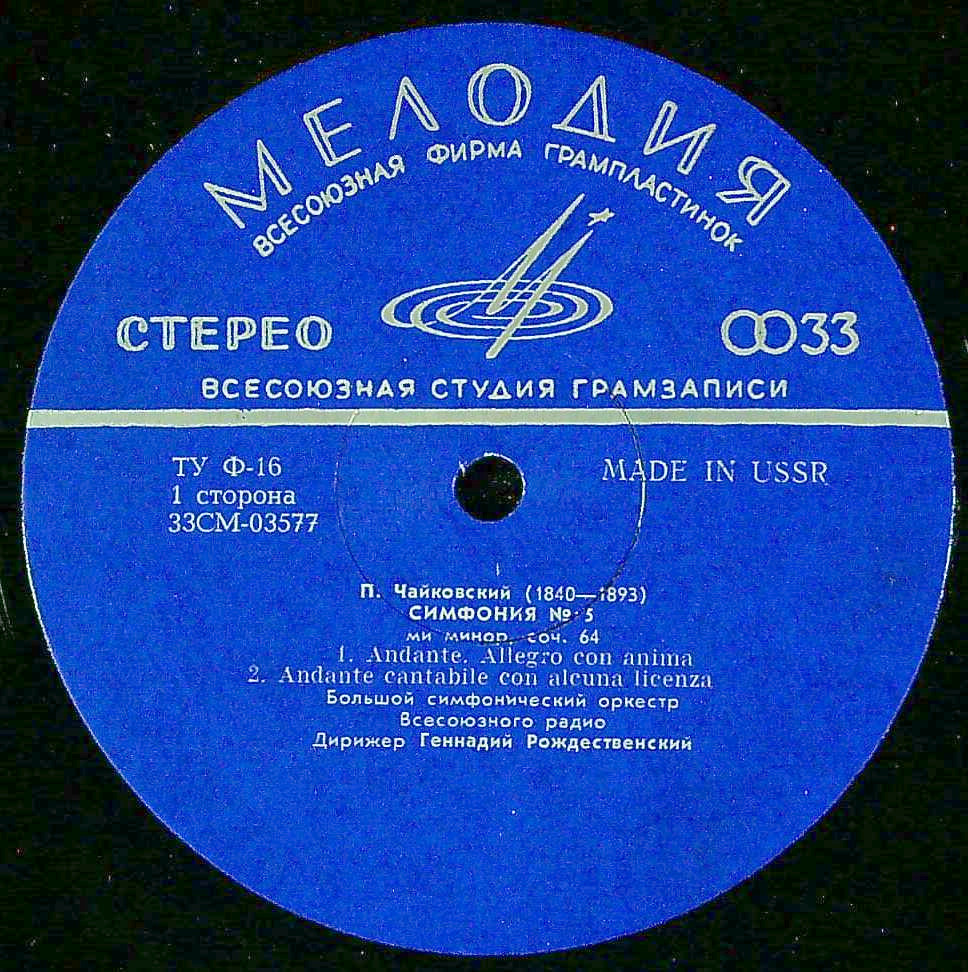 МЕЛОДИЯ
ВСЕСОЮЗНАЯ ФИРМА ГРАМПЛАСТИНОК
СТЕРЕО 33
ВСЕСОЮЗНАЯ СТУДИЯ ГРАМЗАПИСИ
ТУ Ф-16 MADE IN USSR
1 сторона
33СМ-03577
П. Чайковский (1840—1893)
СИМФОНИЯ № 5
ми минор, соч. 64
1. Andante. Allegro con anima
2. Andante cantabile con alcuna licenza
Большой симфонический оркестр
Всесоюзного радио
Дирижер Геннадий Рождественский